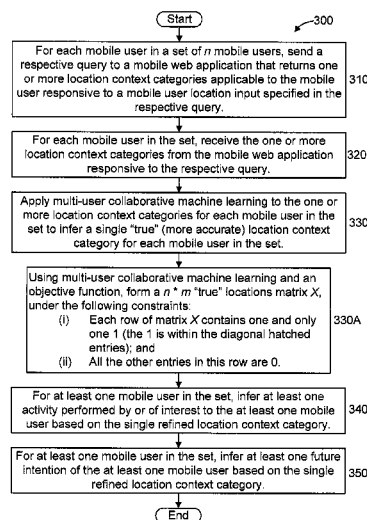 Start
300
For each mobile user in a set of n mobile users, send a
respective query to a mobile web application that returns one
or more location context categories applicable to the mobile
user responsive to a mobile user location input specified in the
respective query.
310
For each mobile user in the set, receive the one or more
location context categories from the mobile web application
responsive to the respective query.
320
Apply multi-user collaborative machine learning to the one or
more location context categories for each mobile user in the
set to infer a single "true" (more accurate) location context
category for each mobile user in the set.
330
Using multi-user collaborative machine learning and an
objective function, form a n * m "true" locations matrix X,
under the following constraints:
(i) Each row of matrix X contains one and only
one 1 (the 1 is within the diagonal hatched
entries); and
(ii) All the other entries in this row are 0.
330A
For at least one mobile user in the set, infer at least one
activity performed by or of interest to the at least one mobile
user based on the single refined location context category.
340
For at least one mobile user in the set, infer at least one future
intention of the at least one mobile user based on the single
refined location context category.
350
End